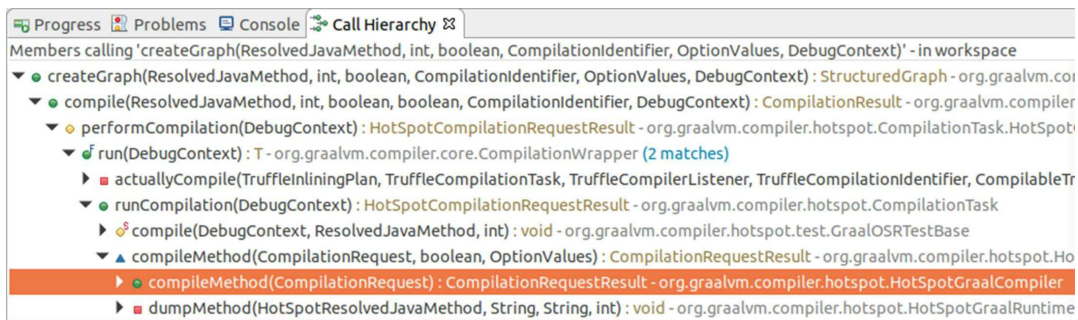 Progress Problems Console Call Hierarchy
Members calling 'createGraph(ResolvedJavaMethod, int, boolean, CompilationIdentifier, OptionValues, DebugContext)' - in workspace
createGraph(ResolvedJavaMethod, int, boolean, CompilationIdentifier, OptionValues, DebugContext) : StructuredGraph - org.graalvm.co
compile(ResolvedJavaMethod, int, boolean, boolean, CompilationIdentifier, DebugContext) : CompilationResult - org.graalvm.compiler
performCompilation(DebugContext) : HotSpotCompilationRequestResult - org.graalvm.compiler.hotspot.CompilationTask.HotSpot
F run(DebugContext) : T - org.graalvm.compiler.core.CompilationWrapper (2 matches)
actuallyCompile(TruffleInliningPlan, TruffleCompilationTask, TruffleCompilerListener, TruffleCompilationIdentifier, CompilableTr
runCompilation(DebugContext) : HotSpotCompilationRequestResult - org.graalvm.compiler.hotspot.CompilationTask
S compile(DebugContext, ResolvedJavaMethod, int) : void - org.graalvm.compiler.hotspot.test.GraalOSRTestBase
compileMethod(CompilationRequest, boolean, OptionValues) : CompilationRequestResult - org.graalvm.compiler.hotspot.Ho
compileMethod(CompilationRequest) : CompilationRequestResult - org.graalvm.compiler.hotspot.HotSpotGraalCompiler
dumpMethod(HotSpotResolvedJavaMethod, String, String, int) : void - org.graalvm.compiler.hotspot.HotSpotGraalRuntime